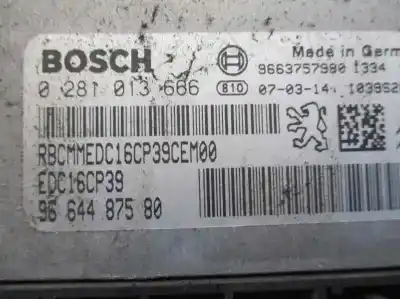 BOSCH
Made in Germ
9663757980 1334
0 281 013 666
810
07-03-14
RBCMMEDC16CP39CEM00
EDC16CP39
96 644 875 80